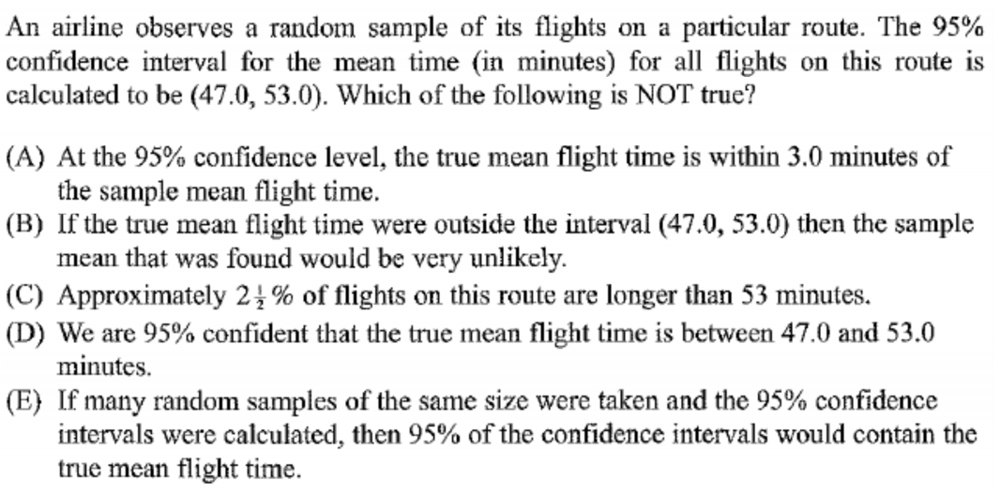 An airline observes a random sample of its flights on a particular route. The 95%
confidence interval for the mean time (in minutes) for all flights on this route is
calculated to be (47.0, 53.0). Which of the following is NOT true?
(A) At the 95% confidence level, the true mean flight time is within 3.0 minutes of
the sample mean flight time.
(B) If the true mean flight time were outside the interval (47.0, 53.0) then the sample
mean that was found would be very unlikely.
(C) Approximately 2½% of flights on this route are longer than 53 minutes.
(D) We are 95% confident that the true mean flight time is between 47.0 and 53.0
minutes.
(E) If many random samples of the same size were taken and the 95% confidence
intervals were calculated, then 95% of the confidence intervals would contain the
true mean flight time.